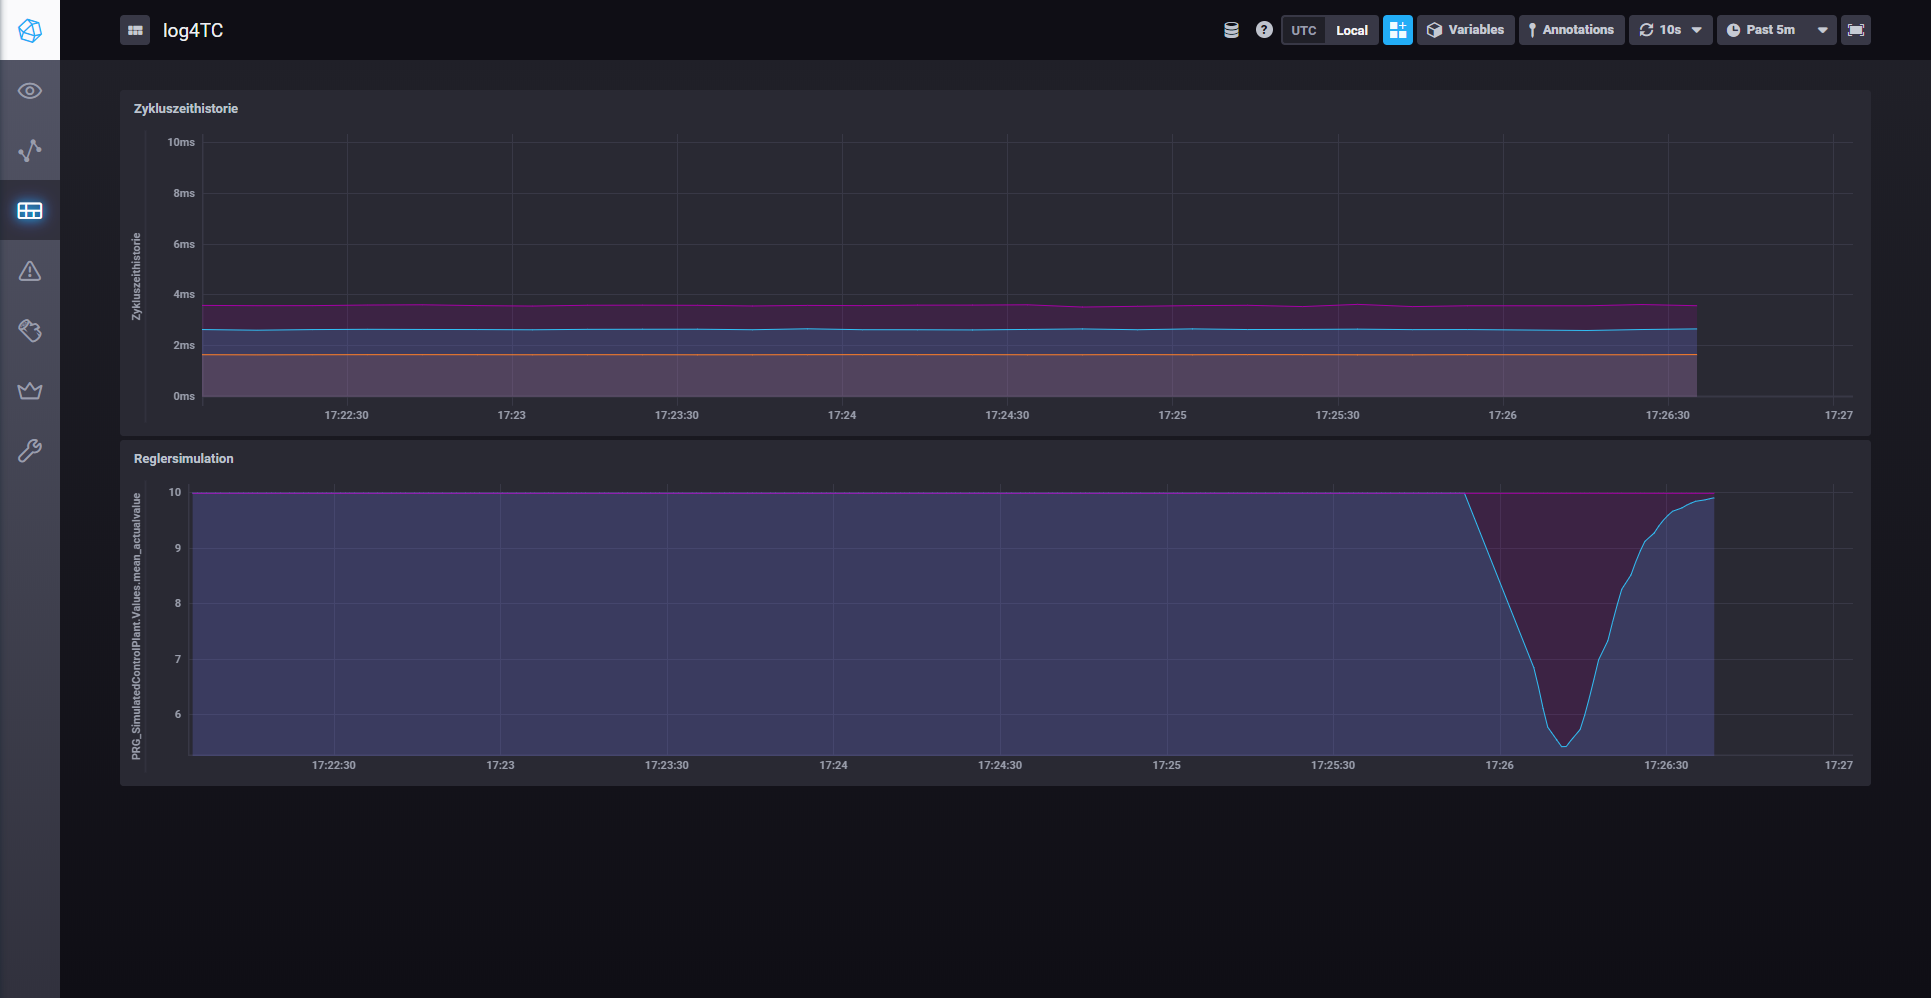 log4TC
?
UTC Local Variables Annotations 10s Past 5m
Zykluszeithistorie
Zykluszeithistorie
10ms
8ms
6ms
4ms
2ms
0ms
17:22:30 17:23 17:23:30 17:24 17:24:30 17:25 17:25:30 17:26 17:26:30 17:27
Reglersimulation
PRG_SimulatedControlPlant.Values.mean_actualvalue
10
9
8
7
6
17:22:30 17:23 17:23:30 17:24 17:24:30 17:25 17:25:30 17:26 17:26:30 17:27